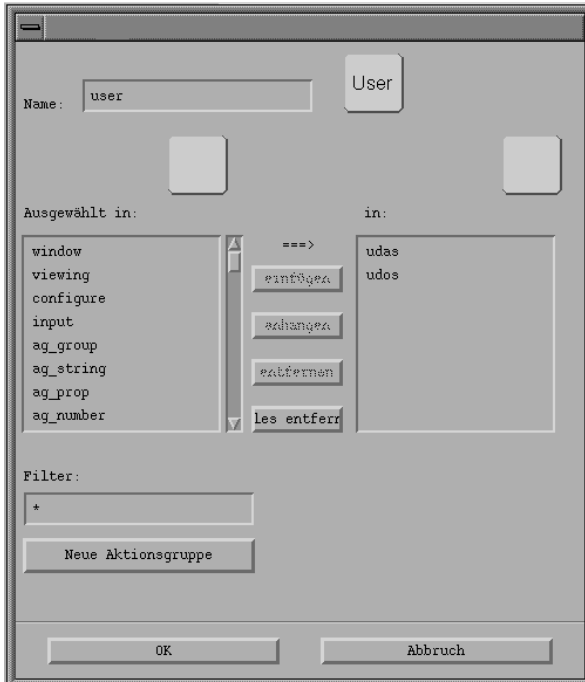 User
Name:
user
Ausgewählt in:
in:
window
viewing
configure
input
ag_group
ag_string
ag_prop
ag_number
===>
einfügen
anhangen
entfernen
les entferr
udas
udos
Filter:
*
Neue Aktionsgruppe
OK
Abbruch